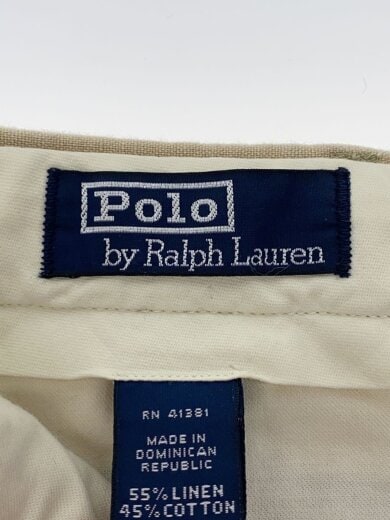 Polo
by Ralph Lauren
RN 41381
MADE IN
DOMINICAN
REPUBLIC
55% LINEN
45% COTTON